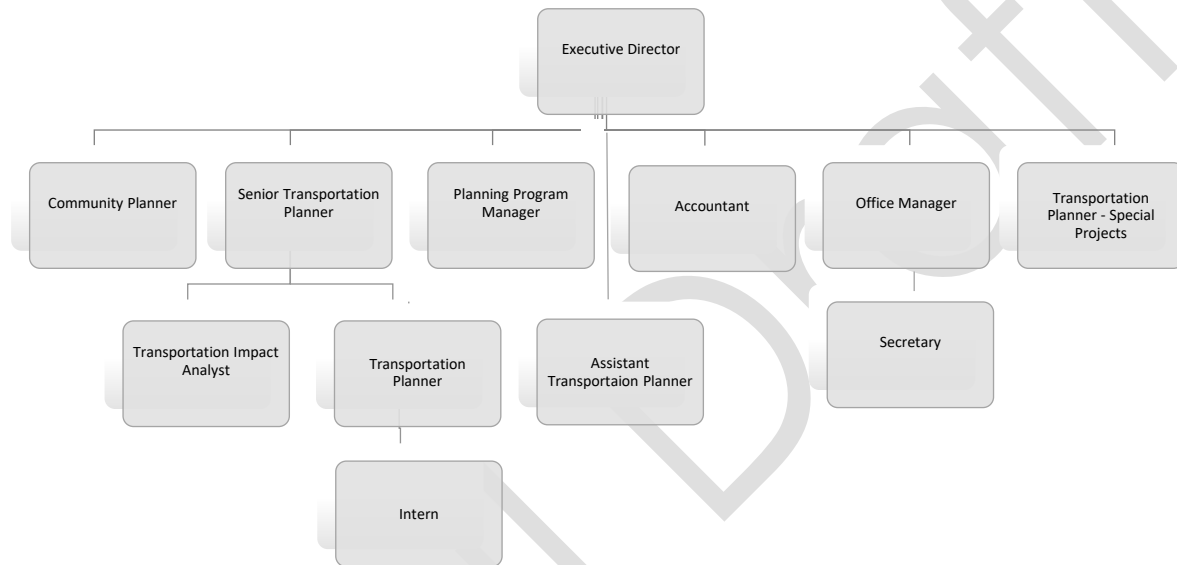 Executive Director
Community Planner
Senior Transportation
Planner
Planning Program
Manager
Accountant
Office Manager
Transportation
Planner - Special
Projects
Transportation Impact
Analyst
Transportation
Planner
Assistant
Transportaion Planner
Secretary
Intern
Draft